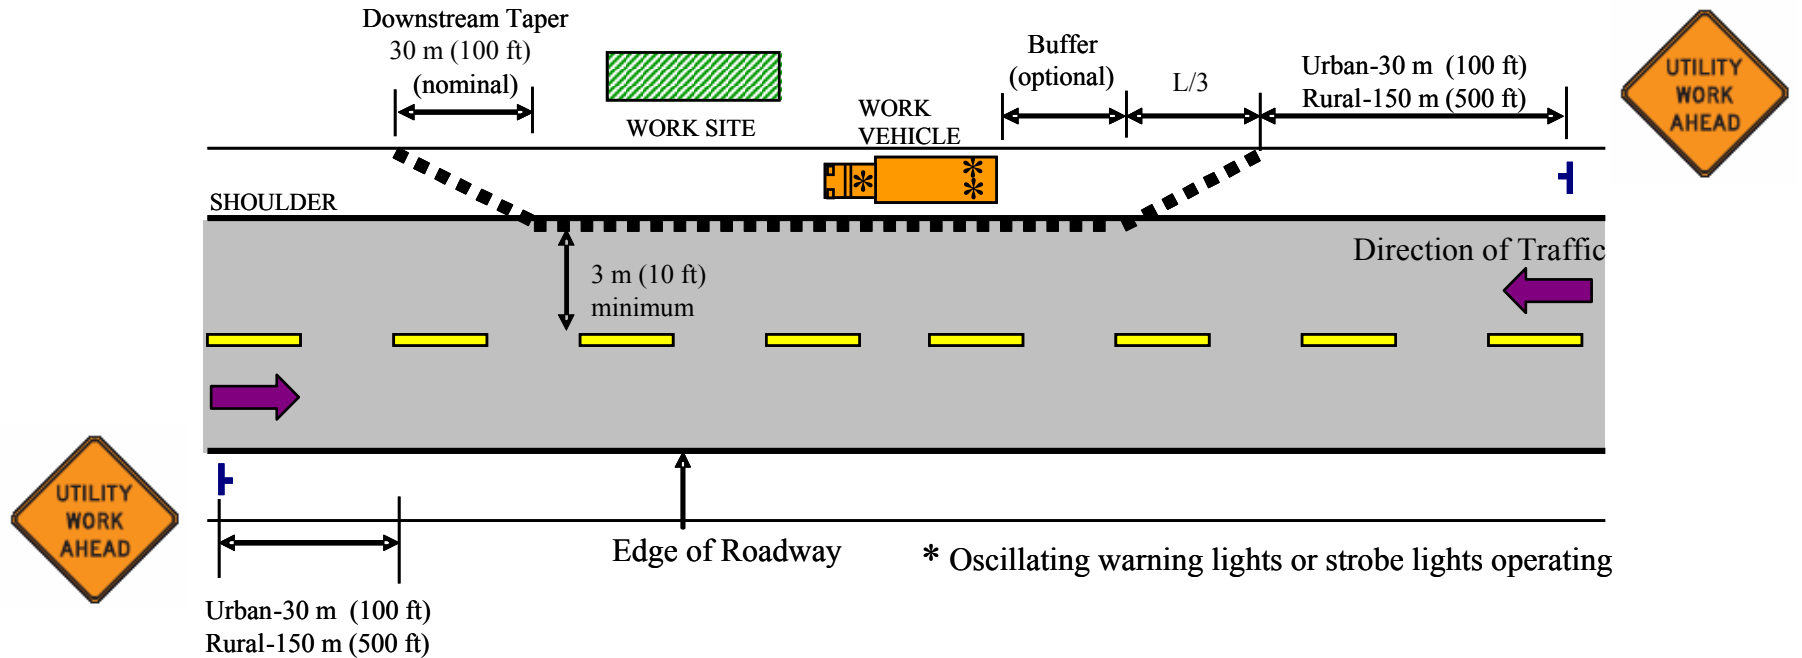 Downstream Taper
30 m (100 ft)
(nominal)
WORK SITE
WORK
VEHICLE
Buffer
(optional)
L/3
Urban-30 m (100 ft)
Rural-150 m (500 ft)
UTILITY
WORK
AHEAD
SHOULDER
* 
*
*
Direction of Traffic
3 m (10 ft)
minimum
UTILITY
WORK
AHEAD
Edge of Roadway
* Oscillating warning lights or strobe lights operating
Urban-30 m (100 ft)
Rural-150 m (500 ft)